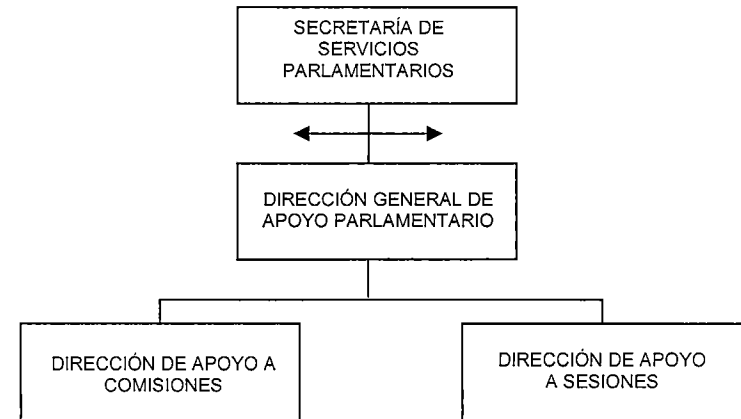 SECRETARÍA DE
SERVICIOS
PARLAMENTARIOS
DIRECCIÓN GENERAL DE
APOYO PARLAMENTARIO
DIRECCIÓN DE APOYO A
COMISIONES
DIRECCIÓN DE APOYO
A SESIONES